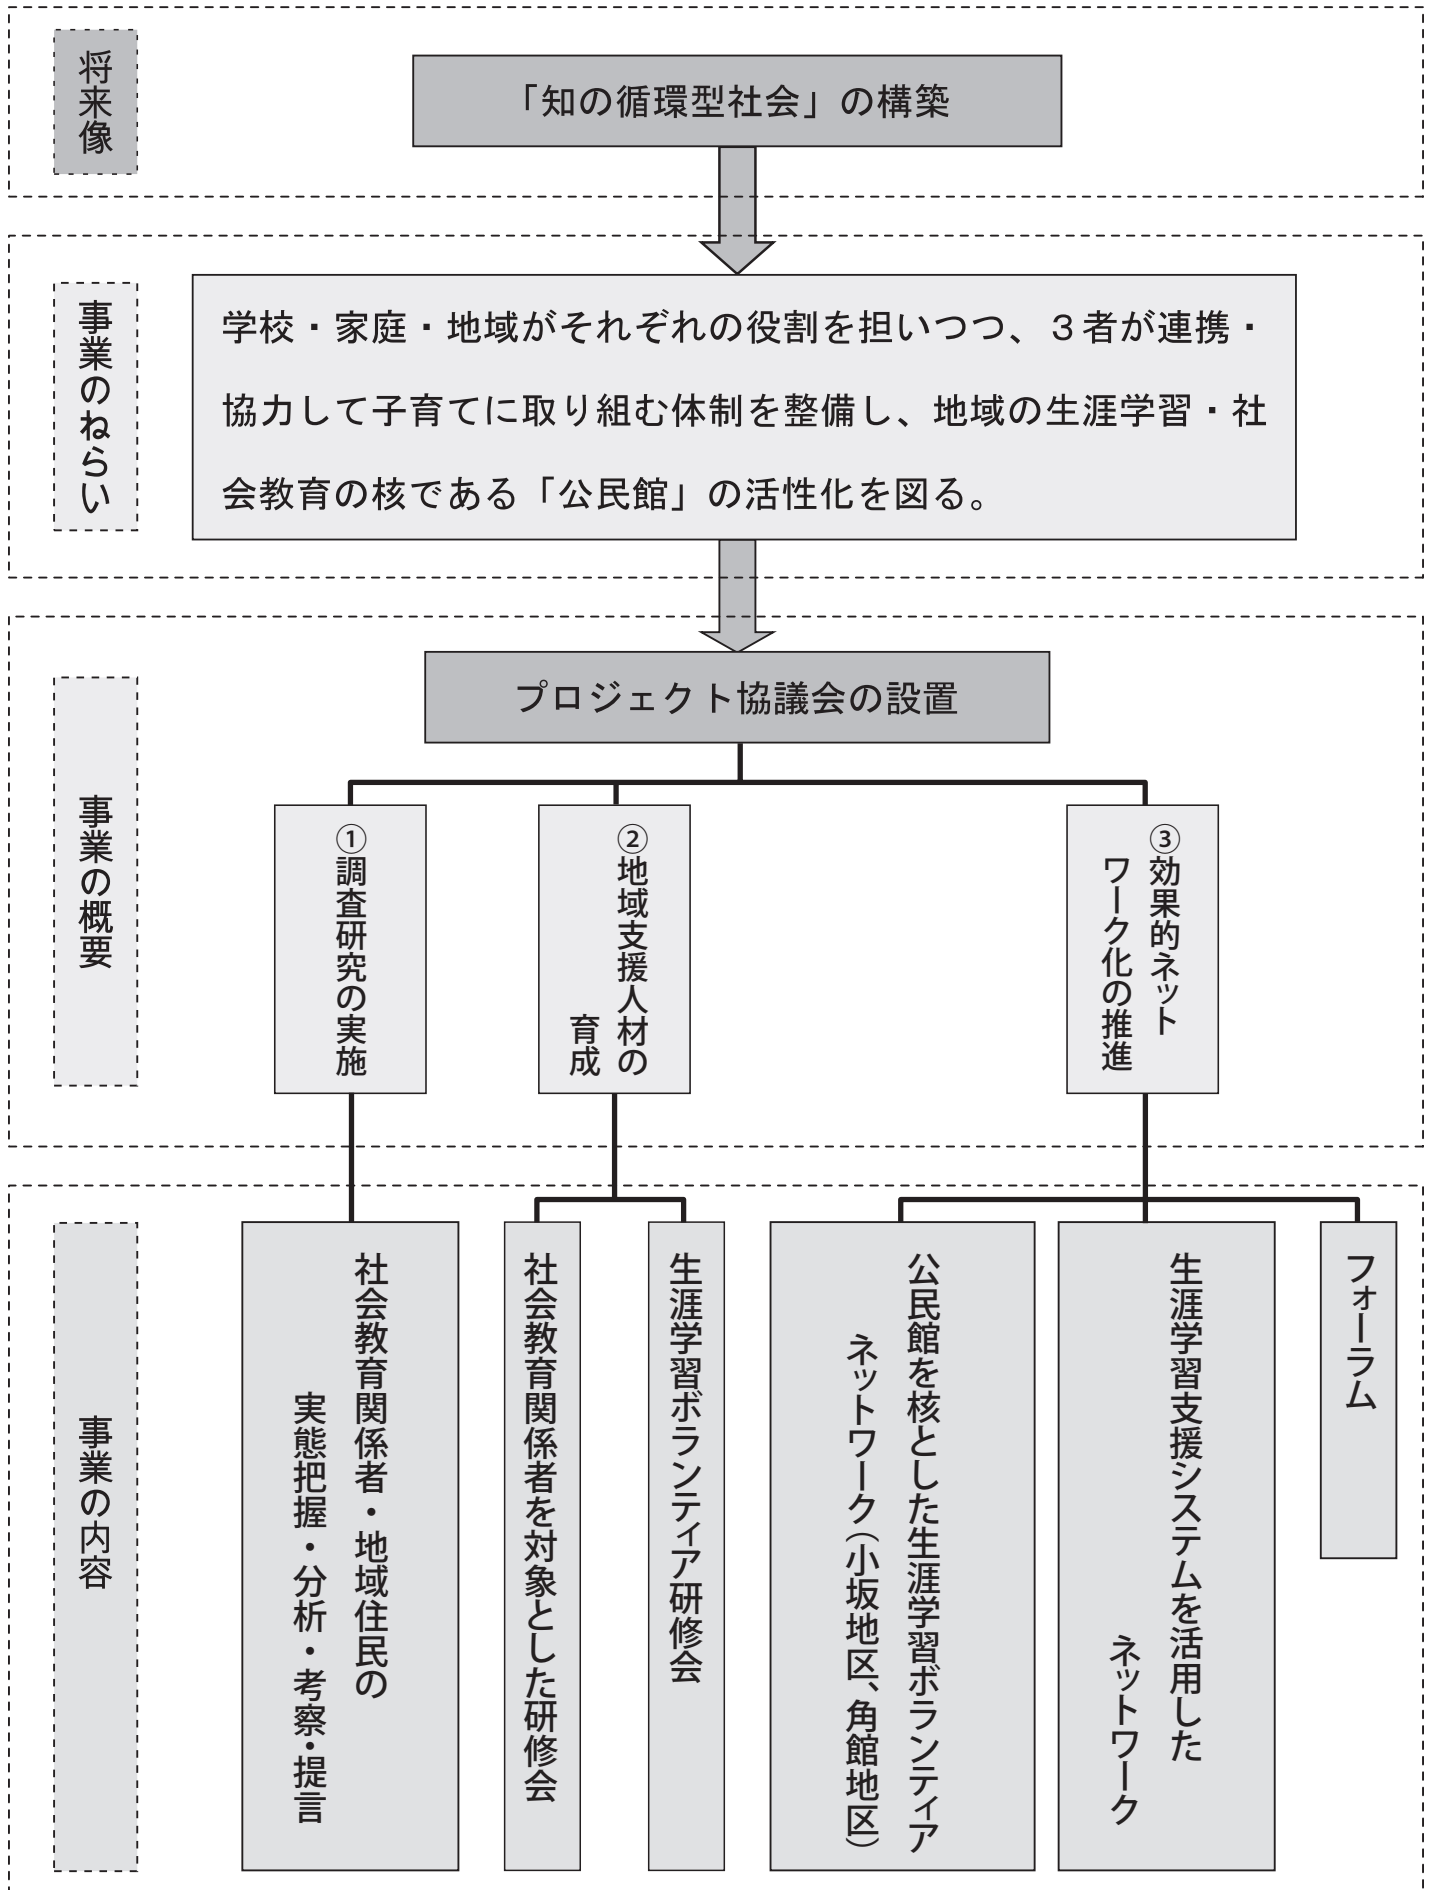 将来像
「知の循環型社会」の構築
事業のねらい
学校・家庭・地域がそれぞれの役割を担いつつ、３者が連携・
協力して子育てに取り組む体制を整備し、地域の生涯学習・社
会教育の核である「公民館」の活性化を図る。
事業の概要
プロジェクト協議会の設置
①調査研究の実施
②地域支援人材の
育成
③効果的ネット
ワーク化の推進
事業の内容
社会教育関係者・地域住民の
実態把握・分析・考察・提言
社会教育関係者を対象とした研修会
生涯学習ボランティア研修会
公民館を核とした生涯学習ボランティア
ネットワーク（小坂地区、角館地区）
生涯学習支援システムを活用した
ネットワーク
フォーラム